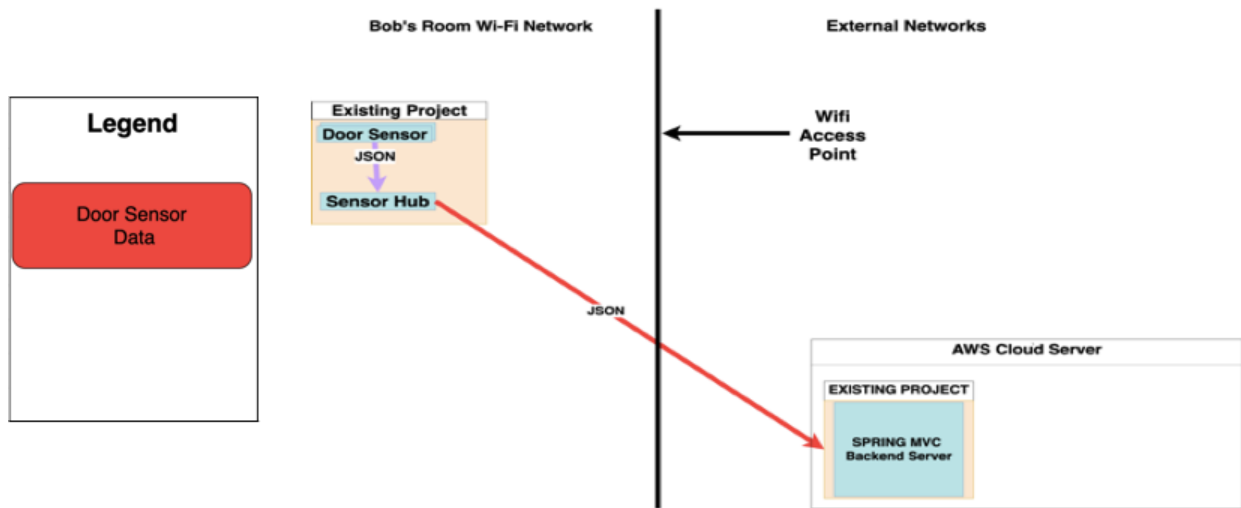 Bob's Room Wi-Fi Network
External Networks
Legend
Door Sensor
Data
Existing Project
Door Sensor
JSON
Sensor Hub
Wifi
Access
Point
JSON
AWS Cloud Server
EXISTING PROJECT
SPRING MVC
Backend Server